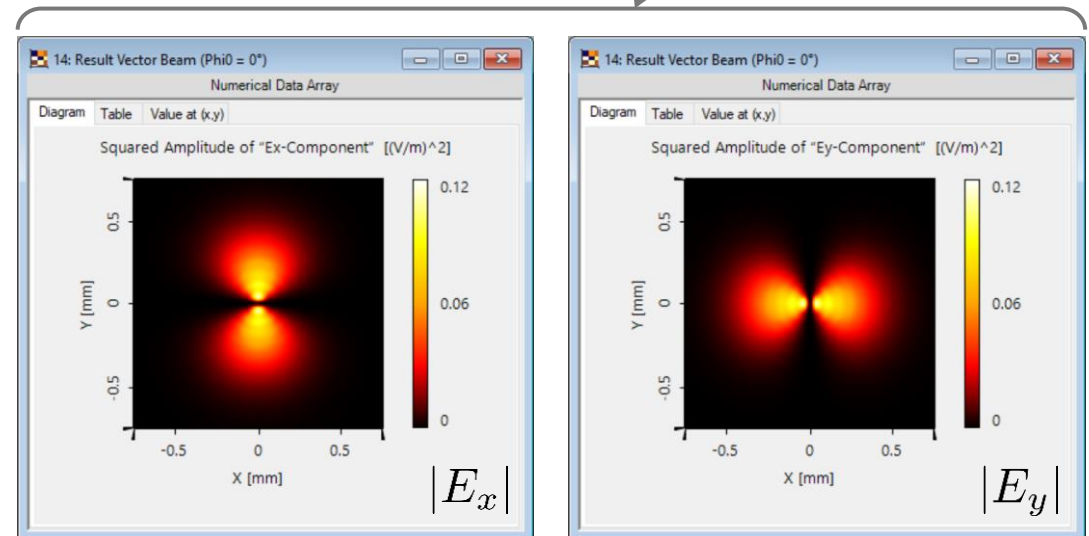 14: Result Vector Beam (Phi0 = 0°)
Numerical Data Array
Diagram Table Value at (x,y)
Squared Amplitude of "Ex-Component" [(V/m)^2]
0.12
0.06
0
Y [mm]
0.5
0
-0.5
-0.5 0 0.5
X [mm]
|Ex|
14: Result Vector Beam (Phi0 = 0°)
Numerical Data Array
Diagram Table Value at (x,y)
Squared Amplitude of "Ey-Component" [(V/m)^2]
0.12
0.06
0
Y [mm]
0.5
0
-0.5
-0.5 0 0.5
X [mm]
|Ey|